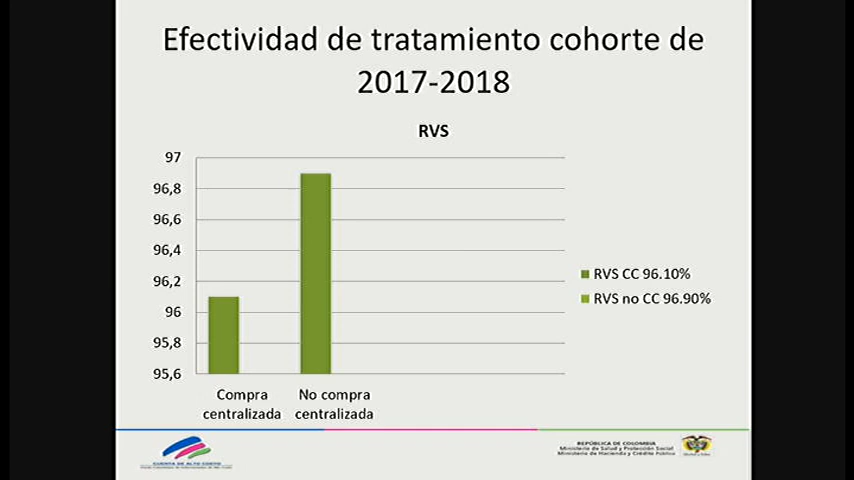 Efectividad de tratamiento cohorte de
2017-2018
RVS
97
96,8
96,6
96,4
96,2
96
95,8
95,6
Compra
centralizada
No compra
centralizada
RVS CC 96.10%
RVS no CC 96.90%
CUENTA DE ALTO COSTO
REPÚBLICA DE COLOMBIA
Ministerio de Salud y Protección Social
Ministerio de Hacienda y Crédito Público